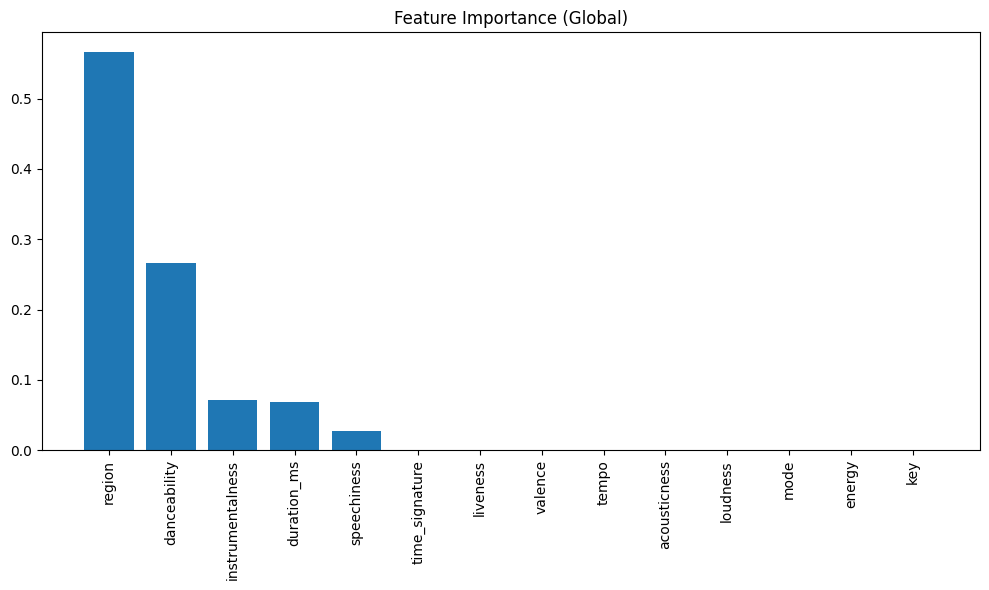 Feature Importance (Global)
0.5
0.4
0.3
0.2
0.1
0.0
region
danceability
instrumentalness
duration_ms
speechiness
time_signature
liveness
valence
tempo
acousticness
loudness
mode
energy
key